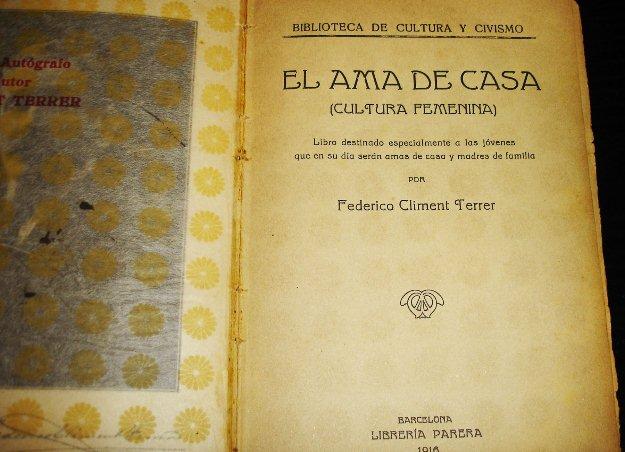 Autógrafo
utor
T TERRER
BIBLIOTECA DE CULTURA Y CIVISMO
EL AMA DE CASA
(CULTURA FEMENINA)
Libro destinado especialmente a las jóvenes
que en su día serán amas de casa y madres de familia
POR
Federico Climent Terrer
BARCELONA
LIBRERÍA PARERA
1916